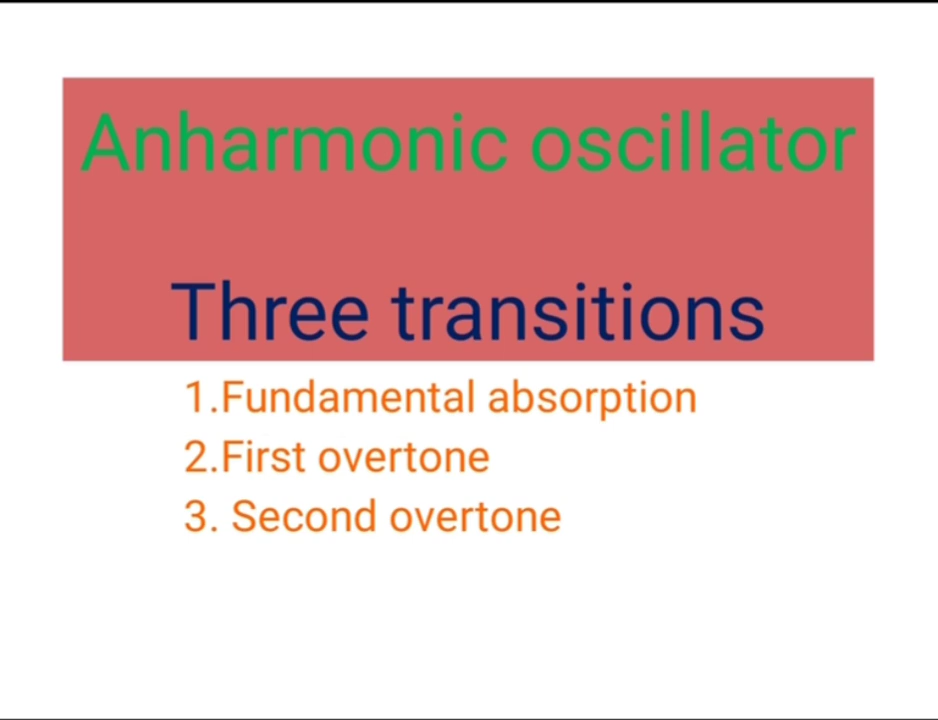 Anharmonic oscillator
Three transitions
1.Fundamental absorption
2.First overtone
3. Second overtone